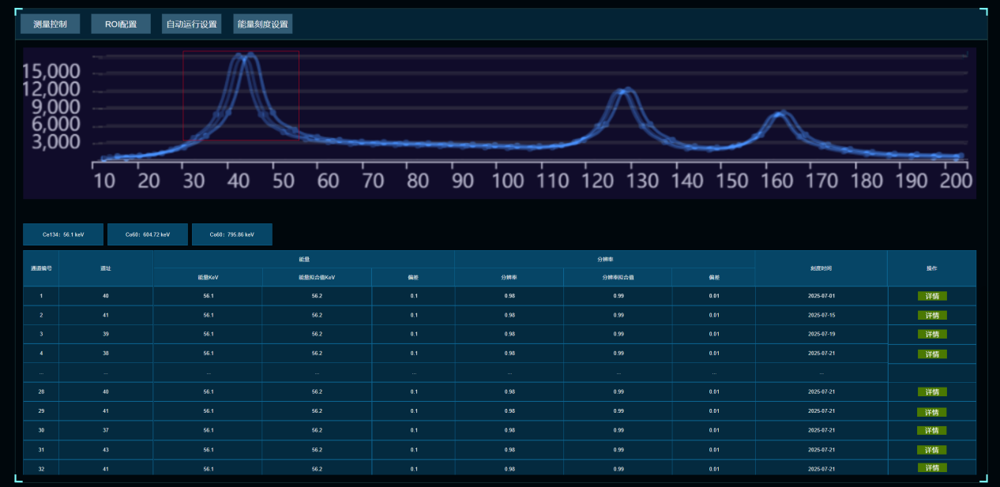 测量控制 ROI配置 自动运行设置 能量刻度设置
15,000
12,000
9,000
6,000
3,000
10 20 30 40 50 60 70 80 90 100 110 120 130 140 150 160 170 180 190 200
Ce134: 56.1 keV Co60: 604.72 keV Co60: 795.86 keV
通道编号 道址 能量 分辨率 刻度时间 操作
能量KeV 能量拟合值KeV 偏差 分辨率 分辨率拟合值 偏差
1 40 56.1 56.2 0.1 0.98 0.99 0.01 2025-07-01 详情
2 41 56.1 56.2 0.1 0.98 0.99 0.01 2025-07-15 详情
3 39 56.1 56.2 0.1 0.98 0.99 0.01 2025-07-19 详情
4 38 56.1 56.2 0.1 0.98 0.99 0.01 2025-07-21 详情
... ... ... ... ... ... ... ... ...
28 40 56.1 56.2 0.1 0.98 0.99 0.01 2025-07-21 详情
29 41 56.1 56.2 0.1 0.98 0.99 0.01 2025-07-21 详情
30 37 56.1 56.2 0.1 0.98 0.99 0.01 2025-07-21 详情
31 43 56.1 56.2 0.1 0.98 0.99 0.01 2025-07-21 详情
32 41 56.1 56.2 0.1 0.98 0.99 0.01 2025-07-21 详情